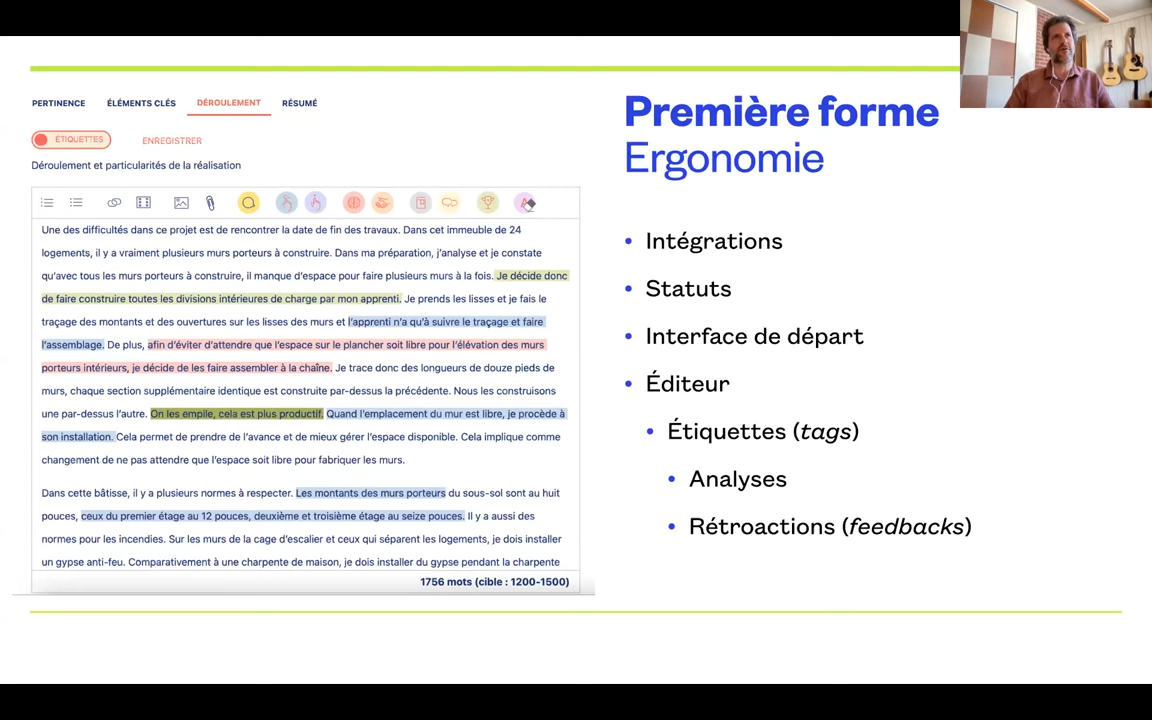 PERTINENCE ÉLÉMENTS CLÉS DÉROULEMENT RÉSUMÉ
ÉTIQUETTES ENREGISTRER
Déroulement et particularités de la réalisation
Une des difficultés dans ce projet est de rencontrer la date de fin des travaux. Dans cet immeuble de 24
logements, il y a vraiment plusieurs murs porteurs à construire. Dans ma préparation, j'analyse et je constate
qu'avec tous les murs porteurs à construire, il manque d'espace pour faire plusieurs murs à la fois. Je décide donc
de faire construire toutes les divisions intérieures de charge par mon apprenti. Je prends les lisses et je fais le
traçage des montants et des ouvertures sur les lisses des murs et l'apprenti n'a qu'à suivre le traçage et faire
l'assemblage. De plus, afin d'éviter d'attendre que l'espace sur le plancher soit libre pour l'élévation des murs
porteurs intérieurs, je décide de les faire assembler à la chaîne. Je trace donc des longueurs de douze pieds de
murs, chaque section supplémentaire identique est construite par-dessus la précédente. Nous les construisons
une par-dessus l'autre. On les empile, cela est plus productif. Quand l'emplacement du mur est libre, je procède à
son installation. Cela permet de prendre de l'avance et de mieux gérer l'espace disponible. Cela implique comme
changement de ne pas attendre que l'espace soit libre pour fabriquer les murs.
Dans cette bâtisse, il y a plusieurs normes à respecter. Les montants des murs porteurs du sous-sol sont au huit
pouces, ceux du premier étage au 12 pouces, deuxième et troisième étage au seize pouces. Il y a aussi des
normes pour les incendies. Sur les murs de la cage d'escalier et ceux qui séparent les logements, je dois installer
un gypse anti-feu. Comparativement à une charpente de maison, je dois installer du gypse pendant la charpente
1756 mots (cible : 1200-1500)
Première forme
Ergonomie
• Intégrations
• Statuts
• Interface de départ
• Éditeur
• Étiquettes (tags)
• Analyses
• Rétroactions (feedbacks)